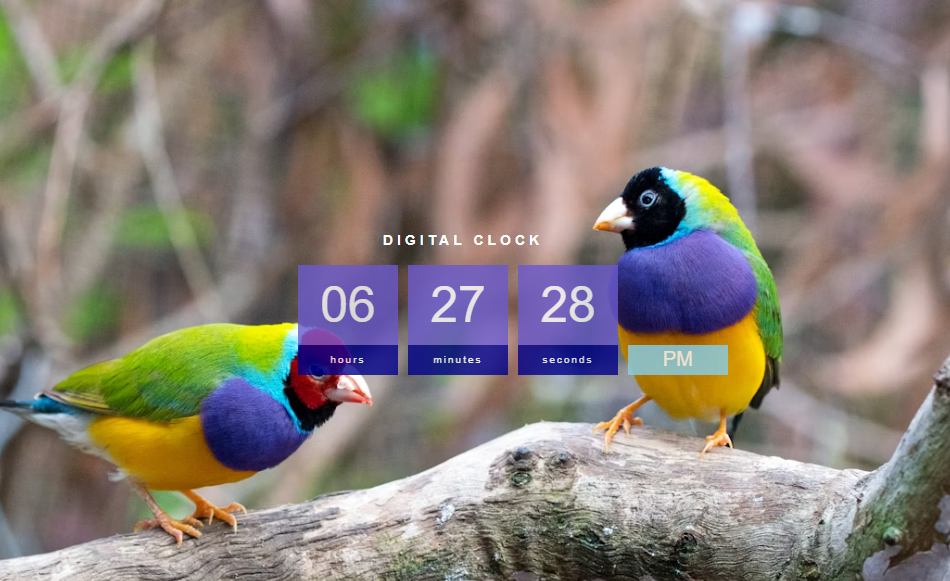 DIGITAL CLOCK
06 27 28
hours minutes seconds PM